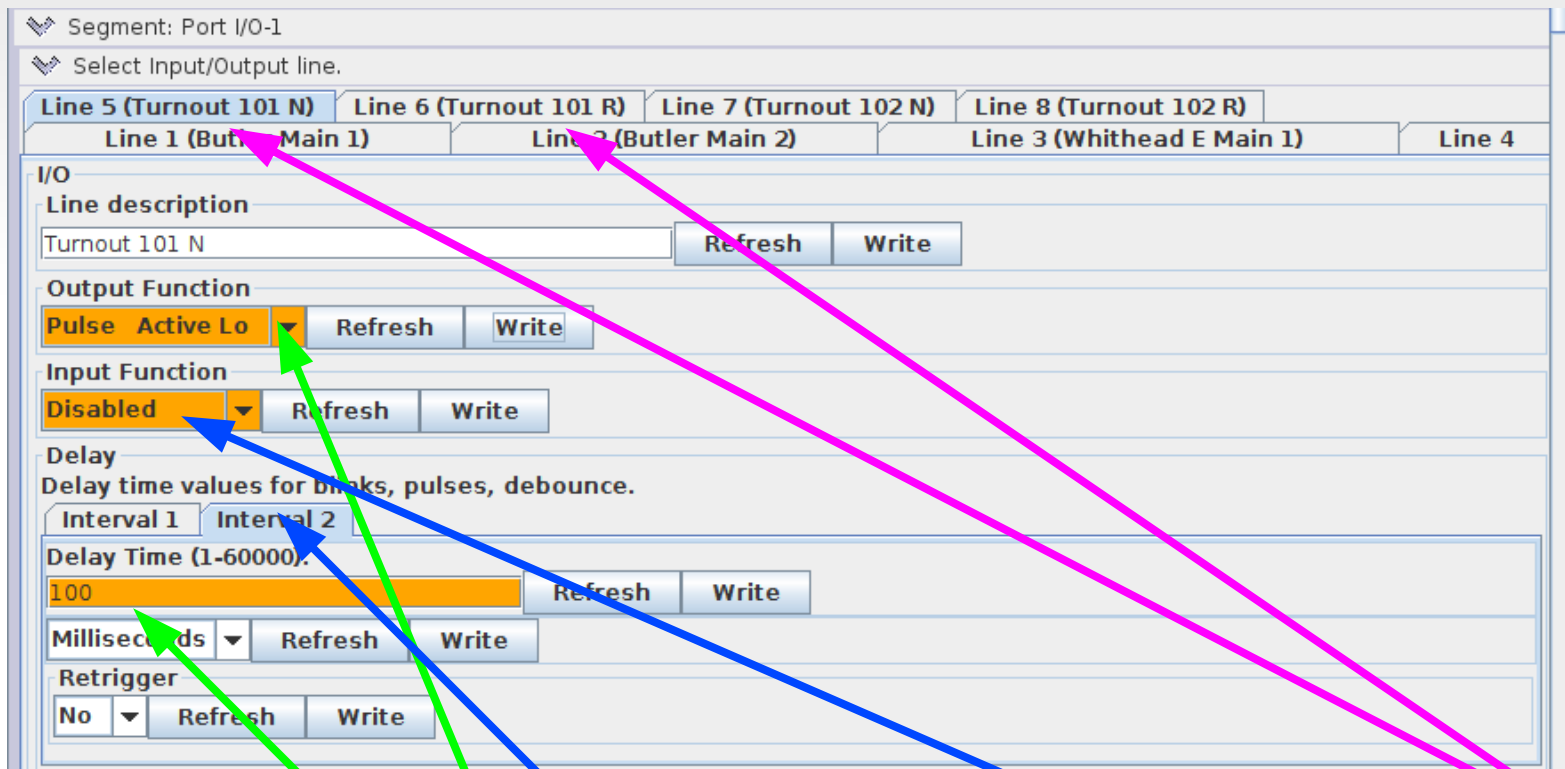 Segment: Port I/O-1
Select Input/Output line.
Line 5 (Turnout 101 N) Line 6 (Turnout 101 R) Line 7 (Turnout 102 N) Line 8 (Turnout 102 R)
Line 1 (Butler Main 1) Line 2 (Butler Main 2) Line 3 (Whithead E Main 1) Line 4
I/O
Line description
Turnout 101 N Refresh Write
Output Function
Pulse Active Lo Refresh Write
Input Function
Disabled Refresh Write
Delay
Delay time values for blinks, pulses, debounce.
Interval 1 Interval 2
Delay Time (1-60000).
100 Refresh Write
Milliseconds Refresh Write
Retrigger
No Refresh Write